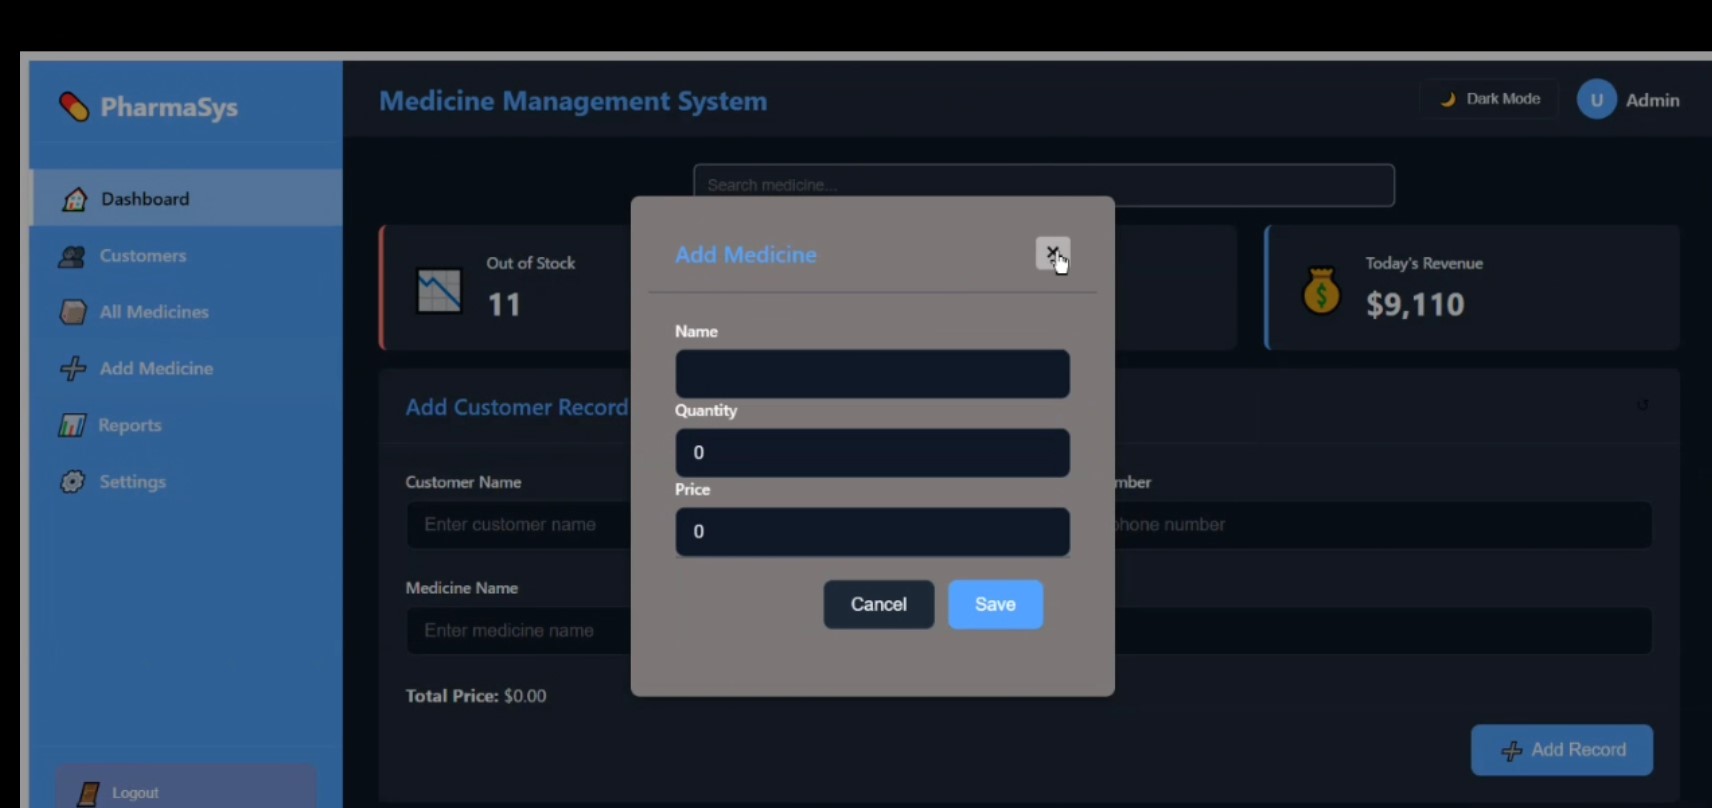 PharmaSys
Medicine Management System
Dark Mode
U
Admin
Dashboard
Customers
All Medicines
Add Medicine
Reports
Settings
Logout
Search medicine...
Out of Stock
11
Today's Revenue
$9,110
Add Customer Record
Customer Name
Enter customer name
mber
phone number
Medicine Name
Enter medicine name
Total Price: $0.00
Add Record
Add Medicine
Name
Quantity
0
Price
0
Cancel
Save